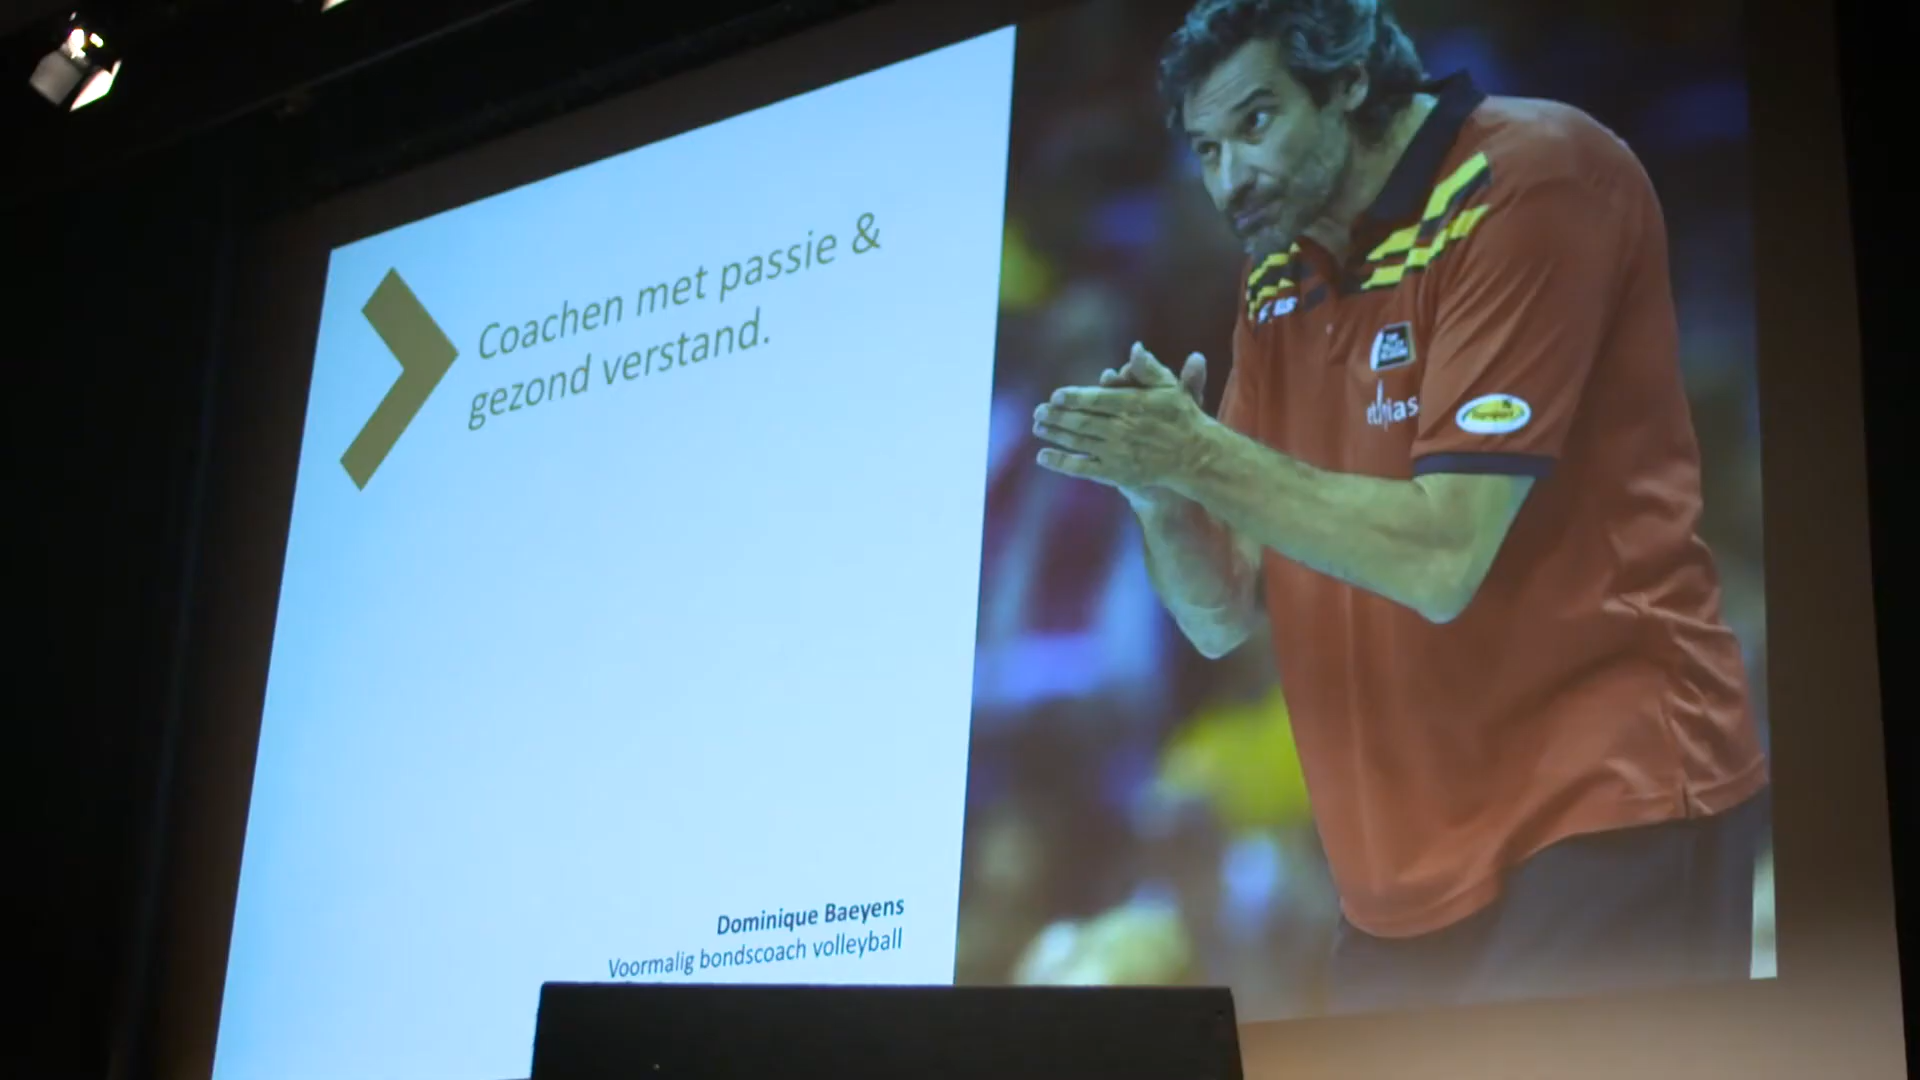 Coachen met passie &
gezond verstand.
Dominique Baeyens
Voormalig bondscoach volleyball